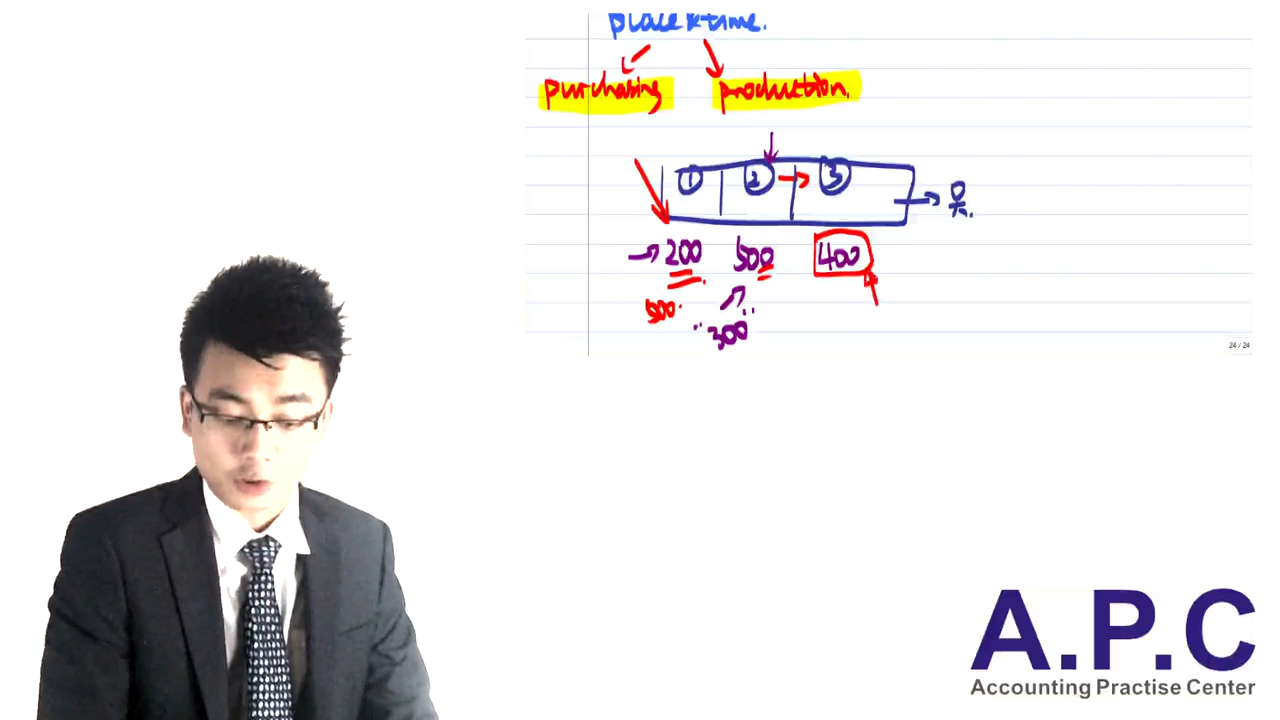 place & time.
purchasing production.
① ② ③
200 500 400
500.
300
24 / 24
A.P.C
Accounting Practise Center